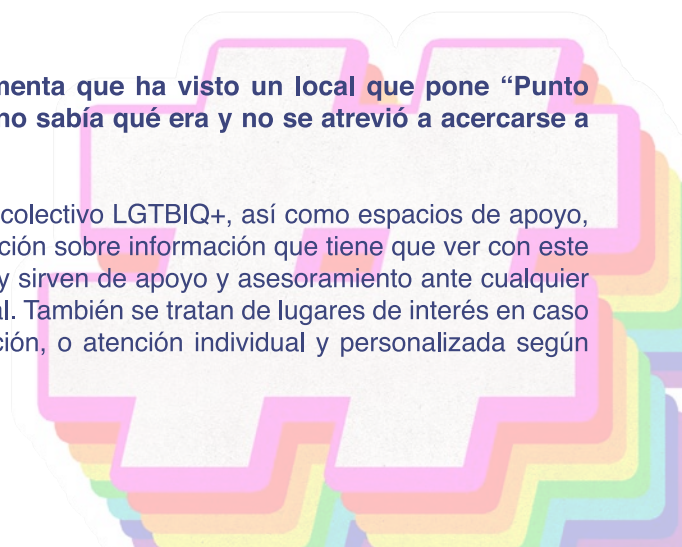 menta que ha visto un local que pone “Punto
no sabía qué era y no se atrevió a acercarse a
colectivo LGTBIQ+, así como espacios de apoyo,
ción sobre información que tiene que ver con este
y sirven de apoyo y asesoramiento ante cualquier
al. También se tratan de lugares de interés en caso
ción, o atención individual y personalizada según